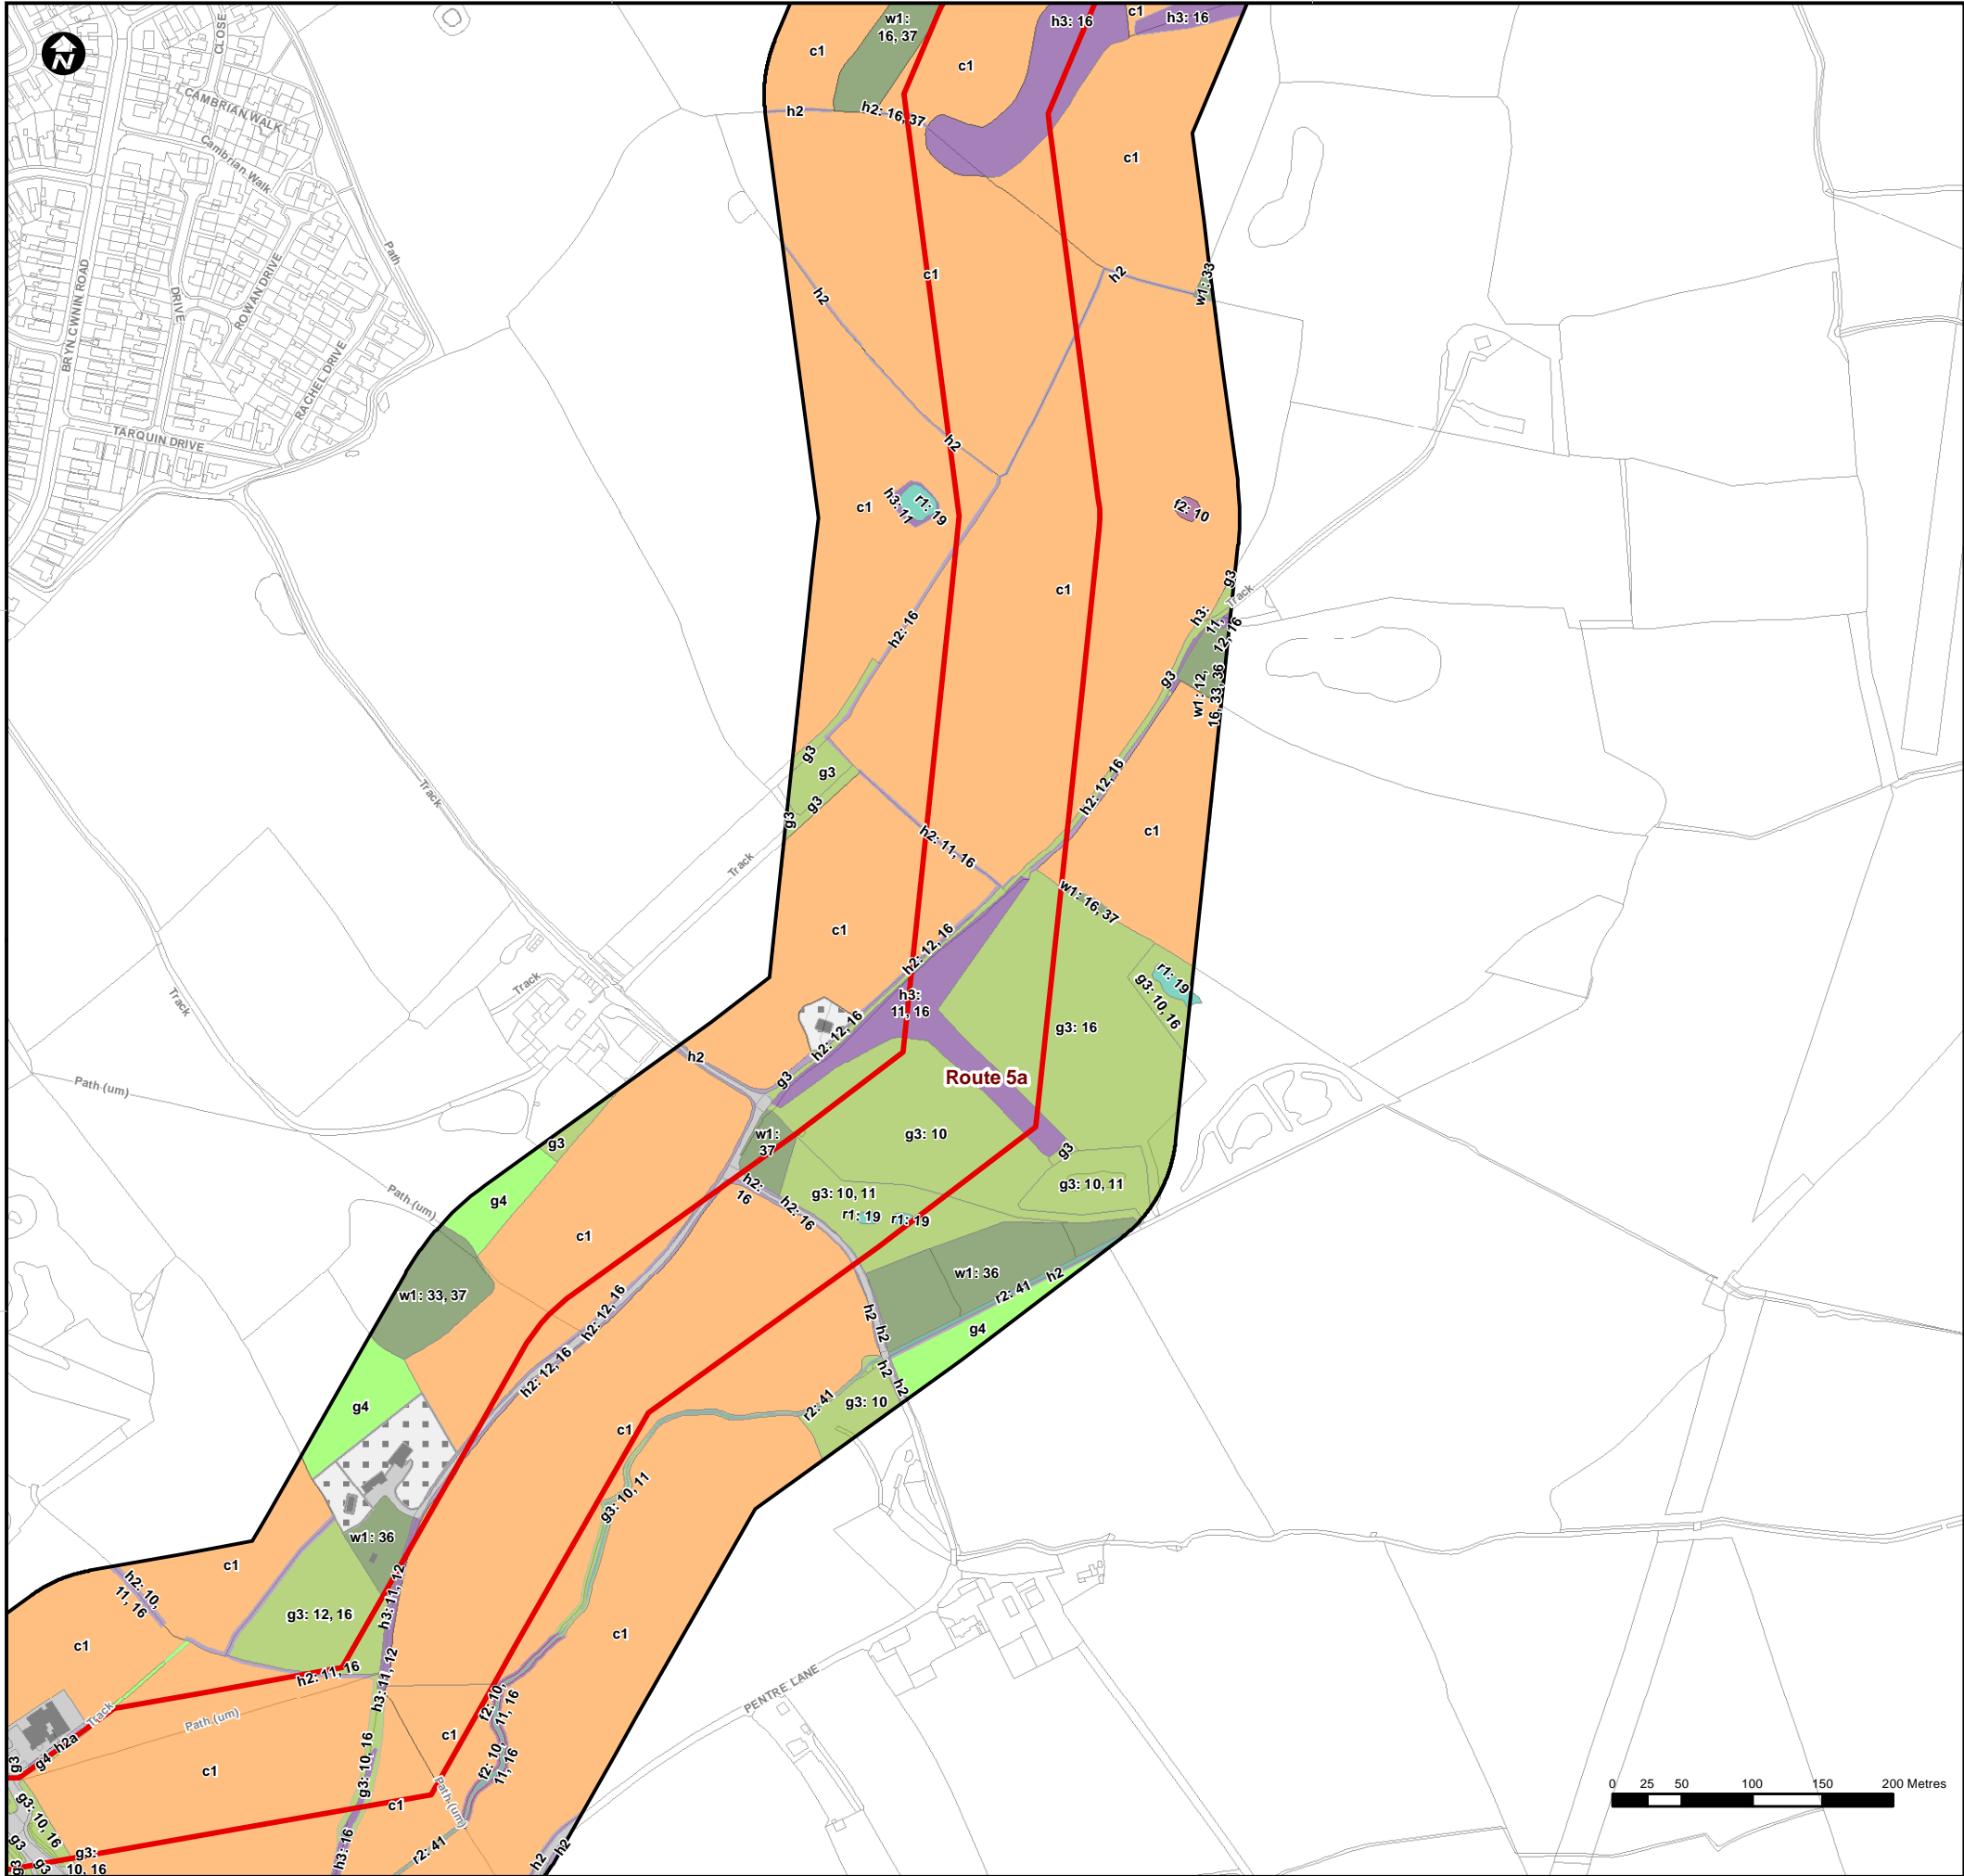 N
CLOSE
CAMBRIAN WALK
Cambrian Walk
BRYN CWNIN ROAD
DRIVE
ROWAN DRIVE
RACHEL DRIVE
TARQUIN DRIVE
Path
c1
w1:
16, 37
c1
h3: 16
c1
h3: 16
h2
h2: 16, 37
c1
c1
h2
h2
w1: 33
h2
c1
h3: 11
r1: 19
f2: 10
c1
h2: 16
g3
Track
h3:
11,
12, 16
g3
w1: 12,
16, 33, 36
g3
g3
g3
g3
h2: 12, 16
c1
Track
Track
h2: 11, 16
w1: 16, 37
c1
h2: 12, 16
r1: 19
g3: 10, 16
Track
Track
h3:
11, 16
g3: 16
h2: 12, 16
h2
g3
Route 5a
Path (um)
w1:
37
g3: 10
g3
g3
Path (um)
g4
h2:
16
h2: 16
g3: 10, 11
g3: 10, 11
r1: 19
r1: 19
c1
w1: 36
w1: 33, 37
h2: 12, 16
r2: 41
h2
h2
h2
g4
h2: 12, 16
h2
h2
g4
r2: 41
g3: 10
c1
g3: 10, 11
w1: 36
c1
h2: 10,
11, 16
h3: 11, 12
g3: 12, 16
c1
c1
h2: 11, 16
h3: 11, 12
PENTRE LANE
Track
Path (um)
f2: 10,
11, 16
c1
g4
h2a
g3
c1
g3: 10, 16
f2: 10,
11, 16
Path (um)
c1
g3: 10, 16
g3
g3
g3
g3:
10, 16
h3: 16
r2: 41
h2
h2
0 25 50 100 150 200 Metres